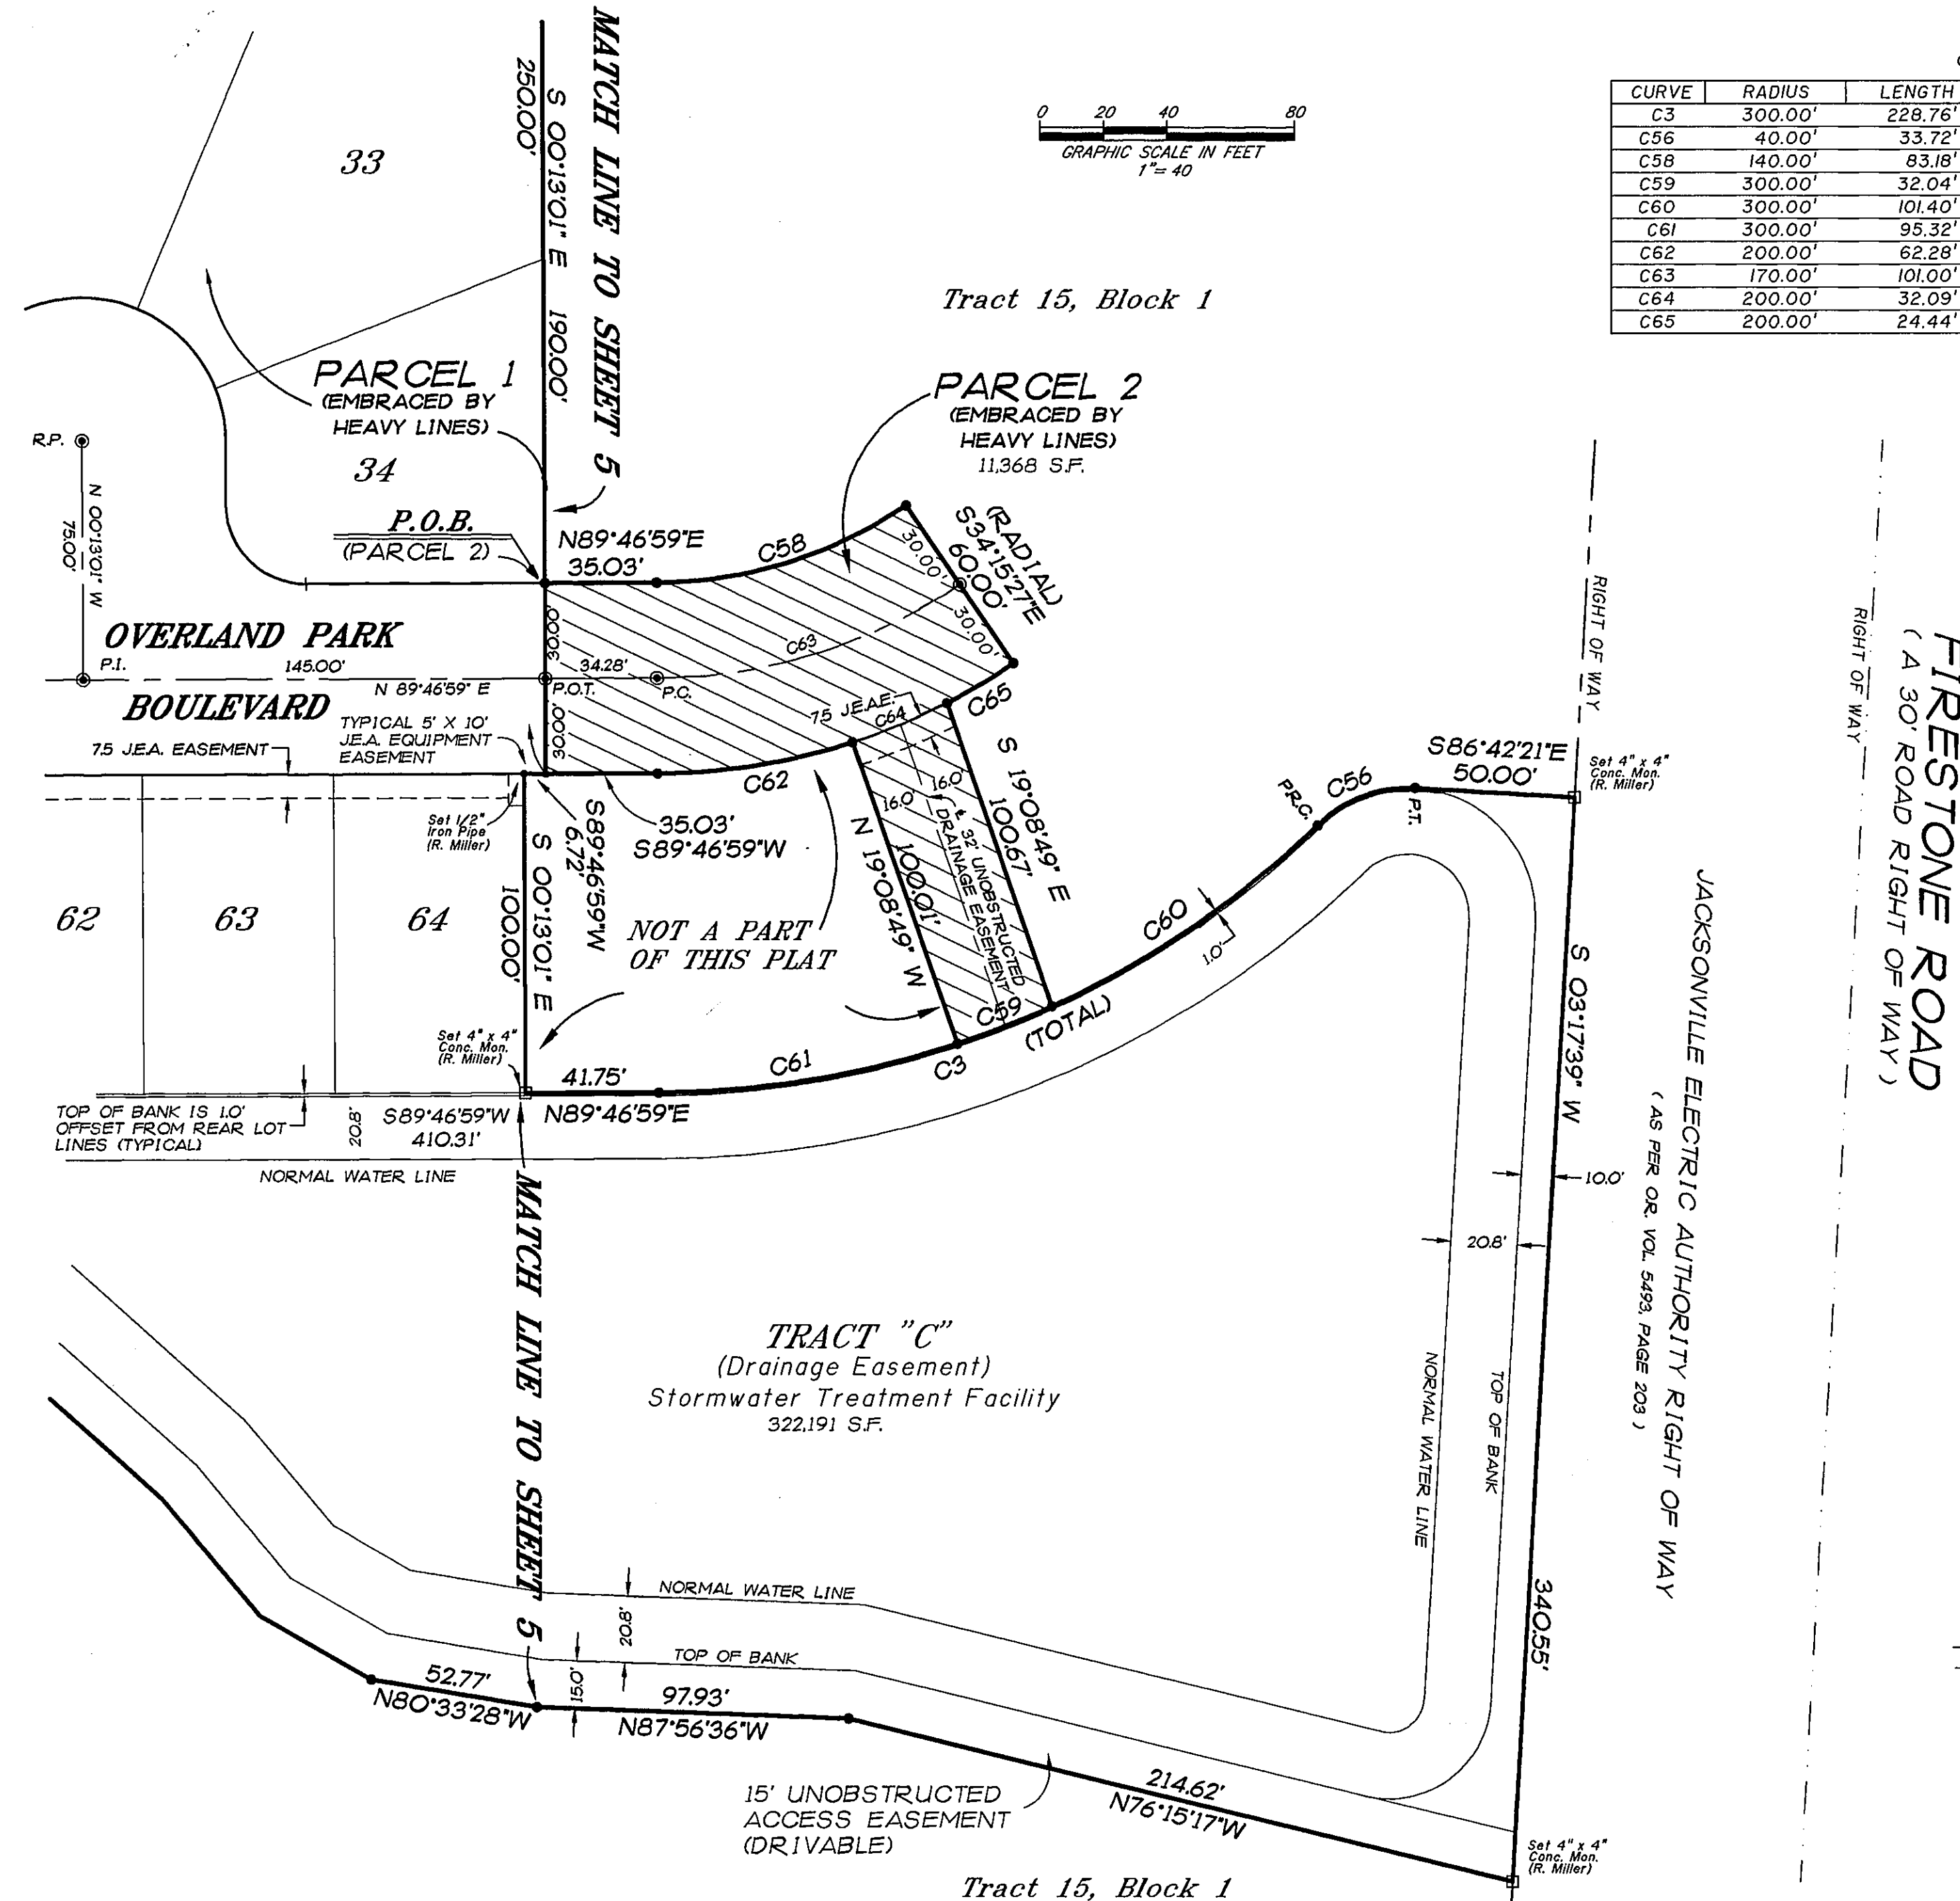 MATCH LINE TO SHEET 5
S 00°13'01" E 190.00'
250.00'
33
0 20 40 80
GRAPHIC SCALE IN FEET
1"= 40
CURVE RADIUS LENGTH
C3 300.00' 228.76'
C56 40.00' 33.72'
C58 140.00' 83.18'
C59 300.00' 32.04'
C60 300.00' 101.40'
C61 300.00' 95.32'
C62 200.00' 62.28'
C63 170.00' 101.00'
C64 200.00' 32.09'
C65 200.00' 24.44'
Tract 15, Block 1
PARCEL 1
(EMBRACED BY
HEAVY LINES)
PARCEL 2
(EMBRACED BY
HEAVY LINES)
11,368 S.F.
R.P.
N 00°13'01" W
75.00'
34
P.O.B.
(PARCEL 2)
N89°46'59"E
35.03'
C58
(RADIAL)
S34°15'27"E
60.00'
30.00'
30.00'
OVERLAND PARK
BOULEVARD
P.I.
145.00'
N 89°46'59" E
30.00'
30.00'
34.28'
P.O.T.
P.C.
C63
7.5 J.E.A.E.
C64
C65
C62
TYPICAL 5' X 10'
J.E.A. EQUIPMENT
EASEMENT
7.5 J.E.A. EASEMENT
Set 1/2"
Iron Pipe
(R. Miller)
S89°46'59"W
6.72'
35.03'
S89°46'59"W
S 00°13'01" E
100.00'
62
63
64
NOT A PART
OF THIS PLAT
N 19°08'49" W
100.01'
16.0'
16.0'
℄ 32' UNOBSTRUCTED
DRAINAGE EASEMENT
S 19°08'49" E
100.67'
C59
C3
(TOTAL)
C61
C60
1.0'
P.R.C.
C56
P.T.
S86°42'21"E
50.00'
Set 4" x 4"
Conc. Mon.
(R. Miller)
RIGHT OF WAY
RIGHT OF WAY
FIRESTONE ROAD
( A 30' ROAD RIGHT OF WAY )
JACKSONVILLE ELECTRIC AUTHORITY RIGHT OF WAY
( AS PER O.R. VOL. 5493, PAGE 203 )
S 03°17'39" W
340.55'
10.0'
20.8'
NORMAL WATER LINE
TOP OF BANK
Set 4" x 4"
Conc. Mon.
(R. Miller)
41.75'
N89°46'59"E
S89°46'59"W
410.31'
20.8'
TOP OF BANK IS 1.0'
OFFSET FROM REAR LOT
LINES (TYPICAL)
NORMAL WATER LINE
MATCH LINE TO SHEET 5
TRACT "C"
(Drainage Easement)
Stormwater Treatment Facility
322,191 S.F.
NORMAL WATER LINE
20.8'
TOP OF BANK
15.0'
52.77'
N80°33'28"W
97.93'
N87°56'36"W
214.62'
N76°15'17"W
15' UNOBSTRUCTED
ACCESS EASEMENT
(DRIVABLE)
Set 4" x 4"
Conc. Mon.
(R. Miller)
Tract 15, Block 1